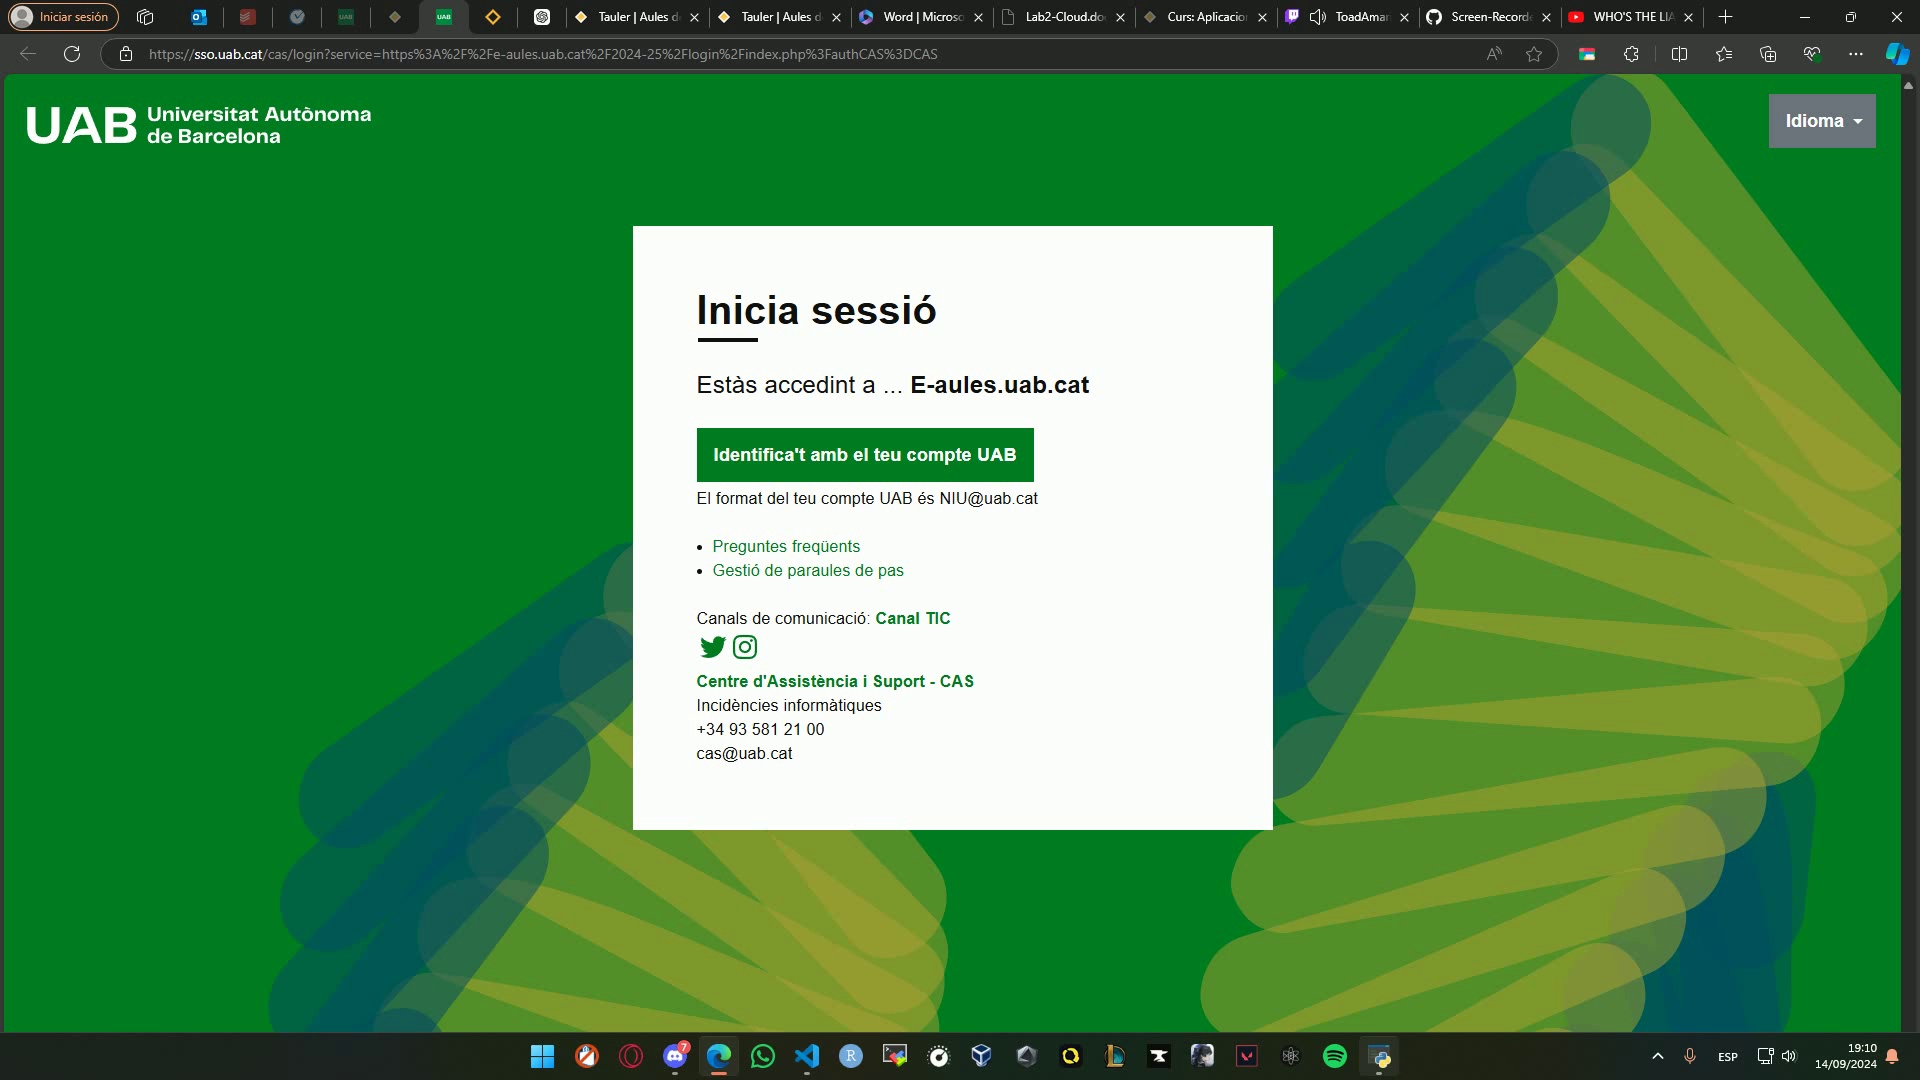 Iniciar sesión
Tauler | Aules d
Tauler | Aules d
Word | Microso
Lab2-Cloud.do
Curs: Aplicacio
ToadAmar
Screen-Recorde
WHO'S THE LIA
https://sso.uab.cat/cas/login?service=https%3A%2F%2Fe-aules.uab.cat%2F2024-25%2Flogin%2Findex.php%3FauthCAS%3DCAS
UAB Universitat Autònoma
de Barcelona
Idioma
Inicia sessió
Estàs accedint a ... E-aules.uab.cat
Identifica't amb el teu compte UAB
El format del teu compte UAB és NIU@uab.cat
Preguntes freqüents
Gestió de paraules de pas
Canals de comunicació: Canal TIC
Centre d'Assistència i Suport - CAS
Incidències informàtiques
+34 93 581 21 00
cas@uab.cat
7
ESP
19:10
14/09/2024